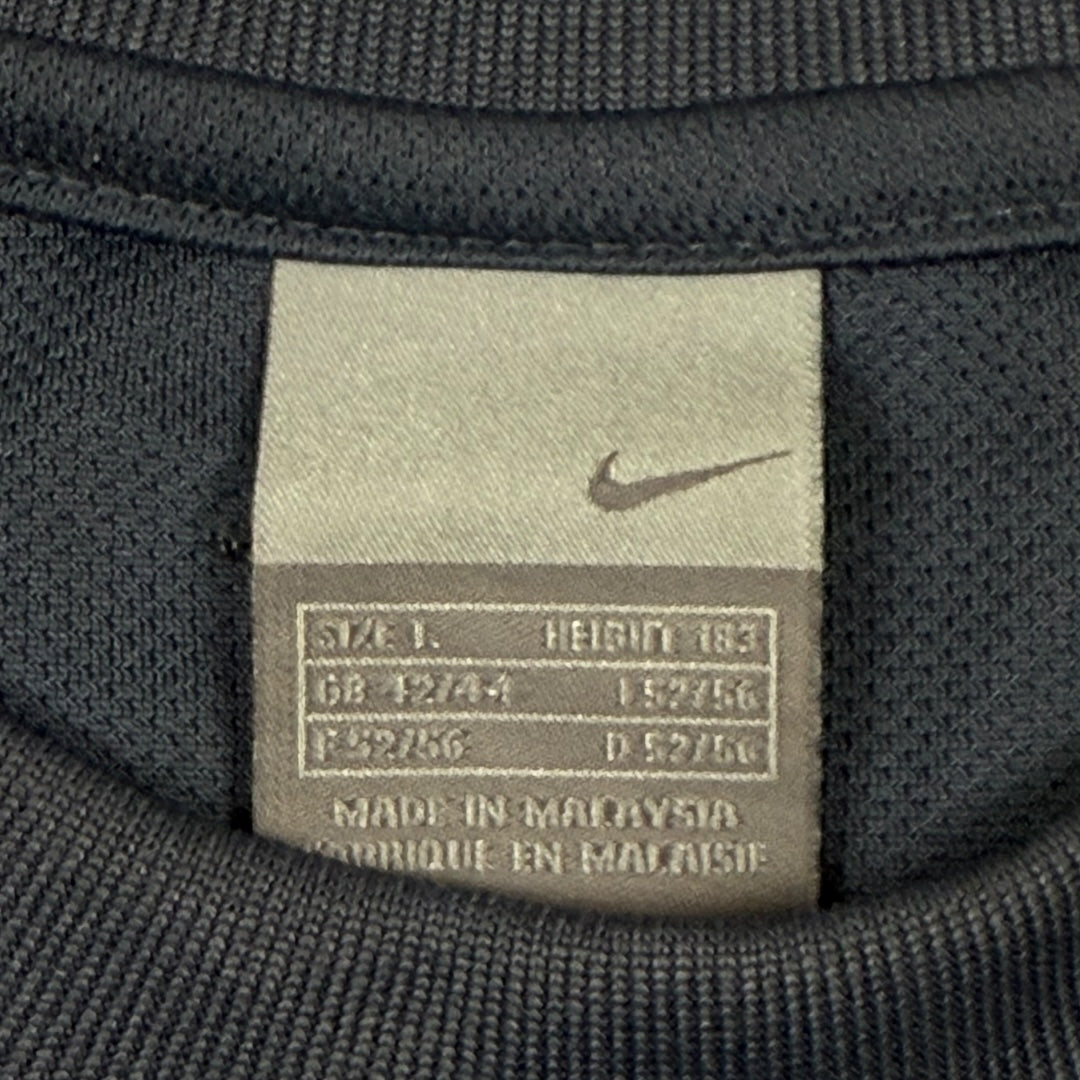 SIZE L HEIGHT 183
GB 42/44 I 52/56
F 52/56 D 52/56
MADE IN MALAYSIA
FABRIQUE EN MALAISIE